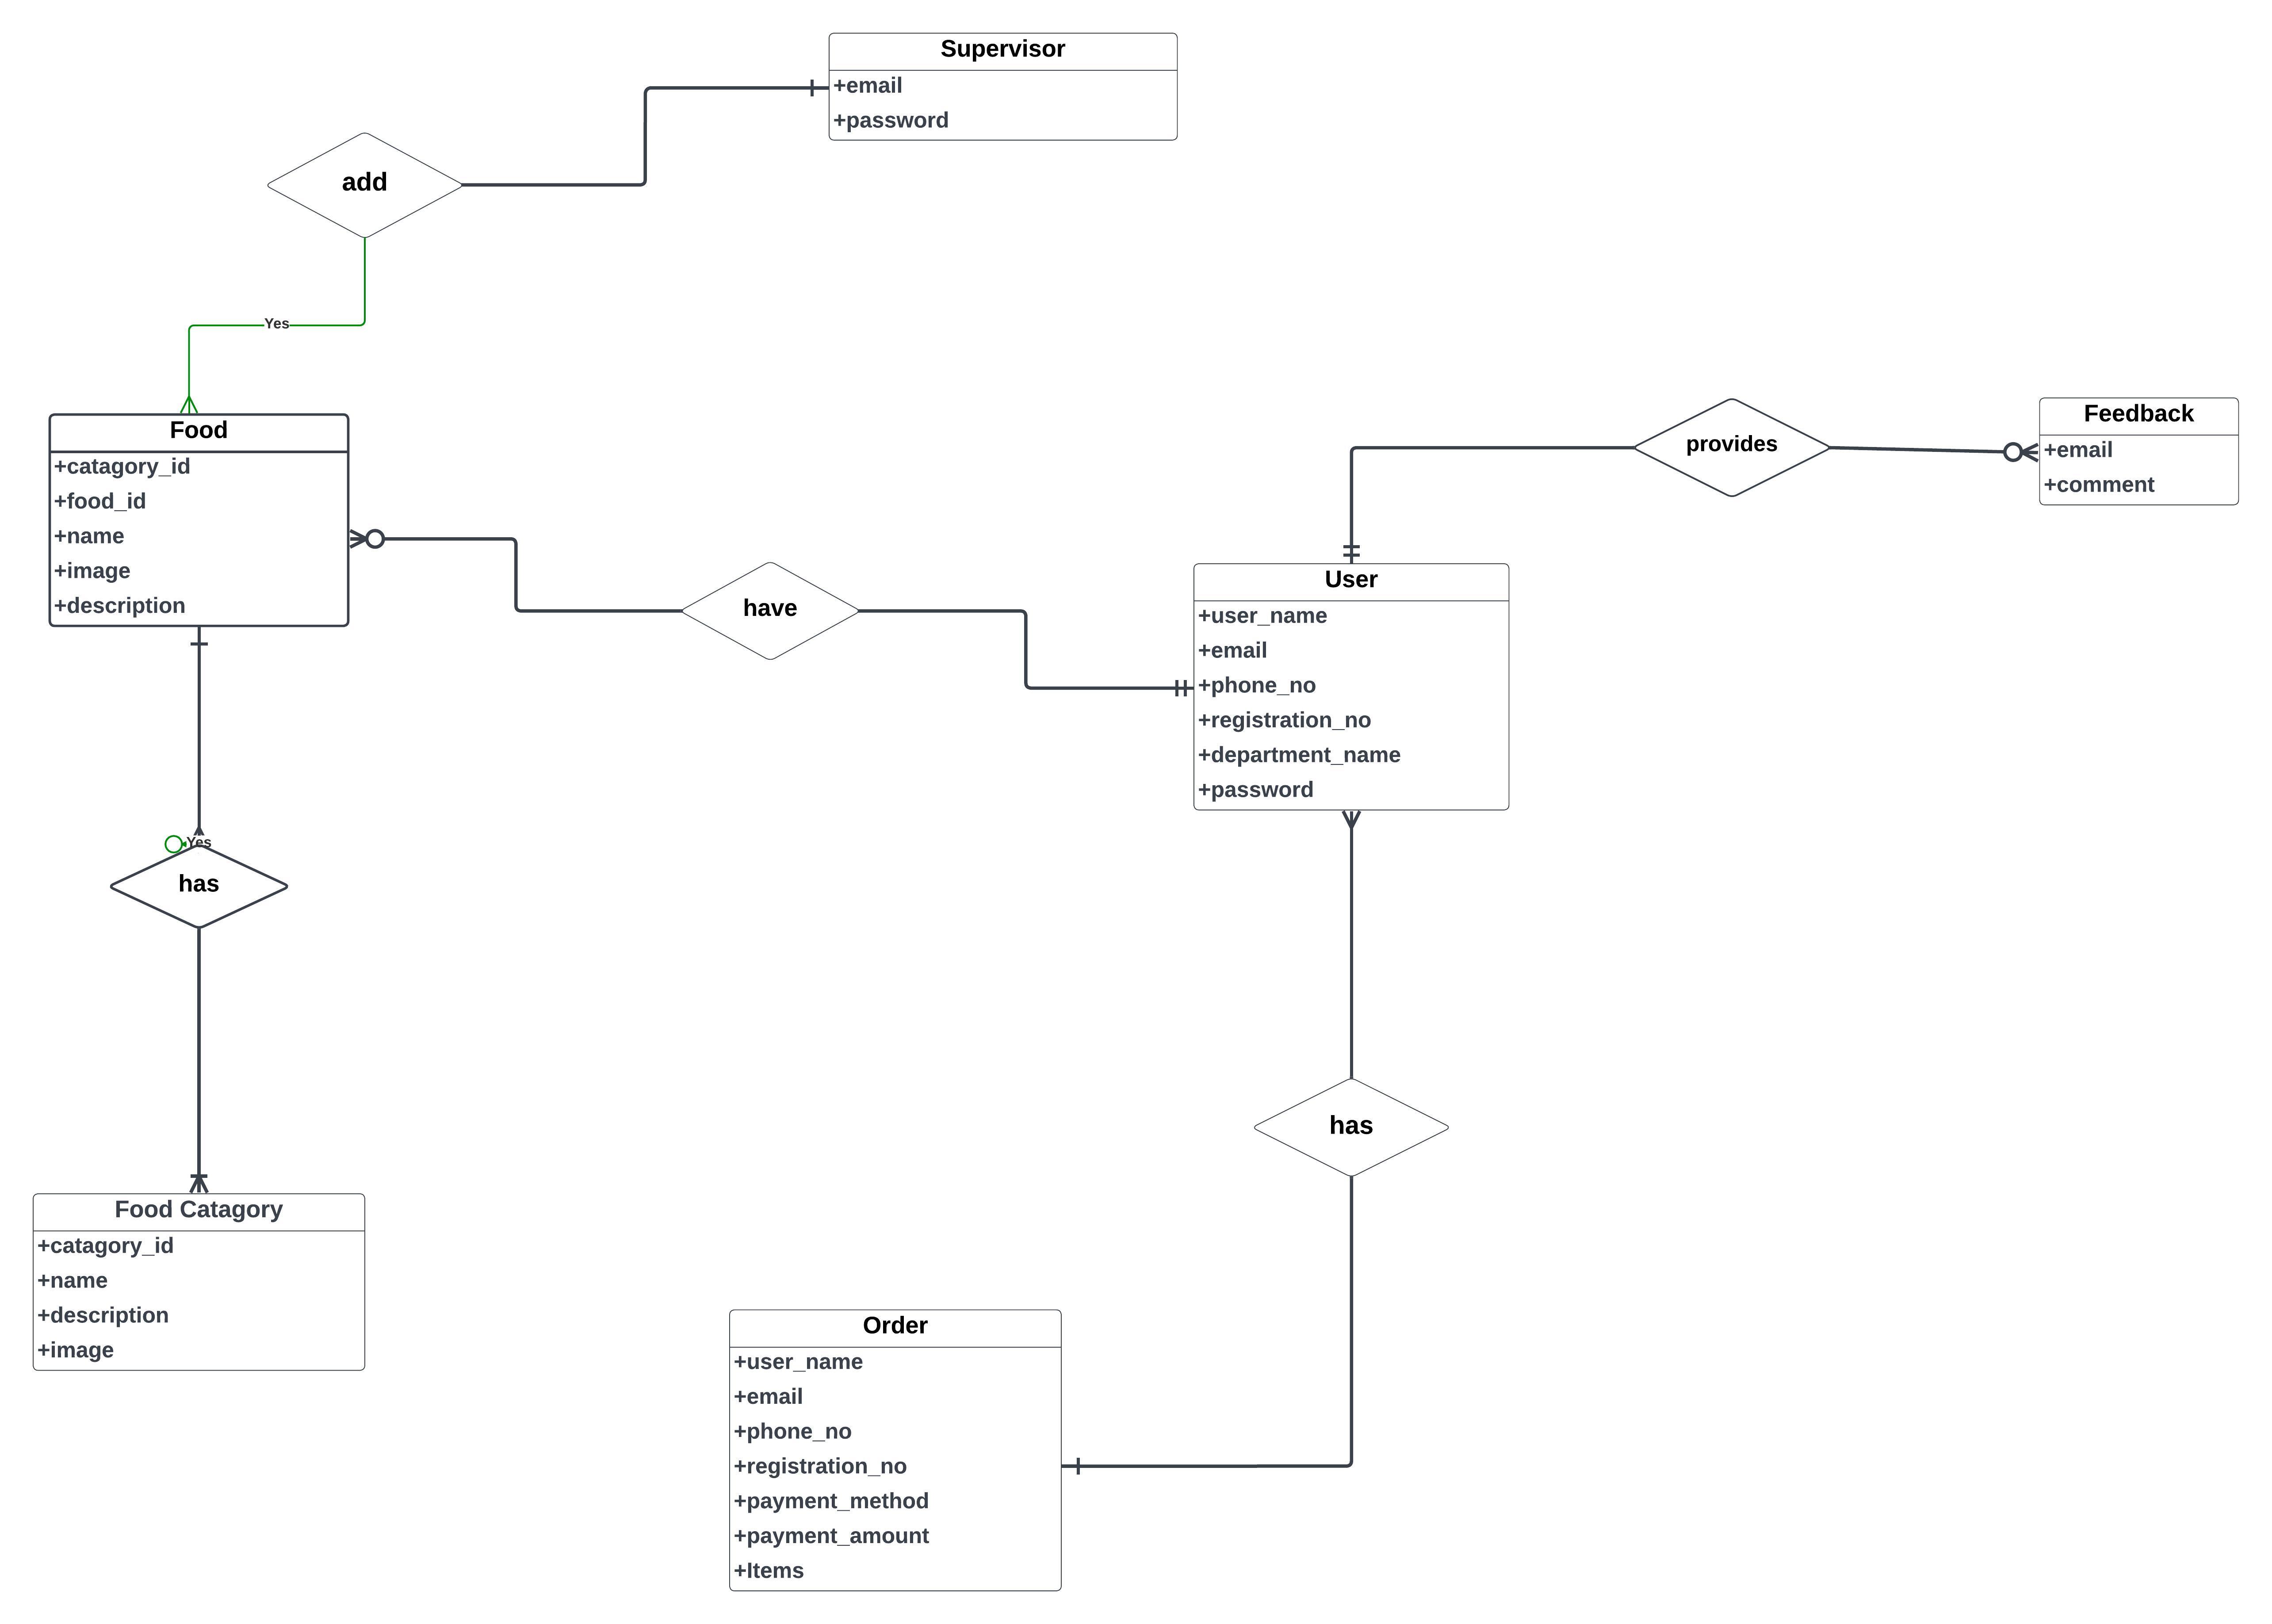 Supervisor
+email
+password
add
Yes
Food
+catagory_id
+food_id
+name
+image
+description
have
provides
Feedback
+email
+comment
User
+user_name
+email
+phone_no
+registration_no
+department_name
+password
Yes
has
has
Food Catagory
+catagory_id
+name
+description
+image
Order
+user_name
+email
+phone_no
+registration_no
+payment_method
+payment_amount
+Items